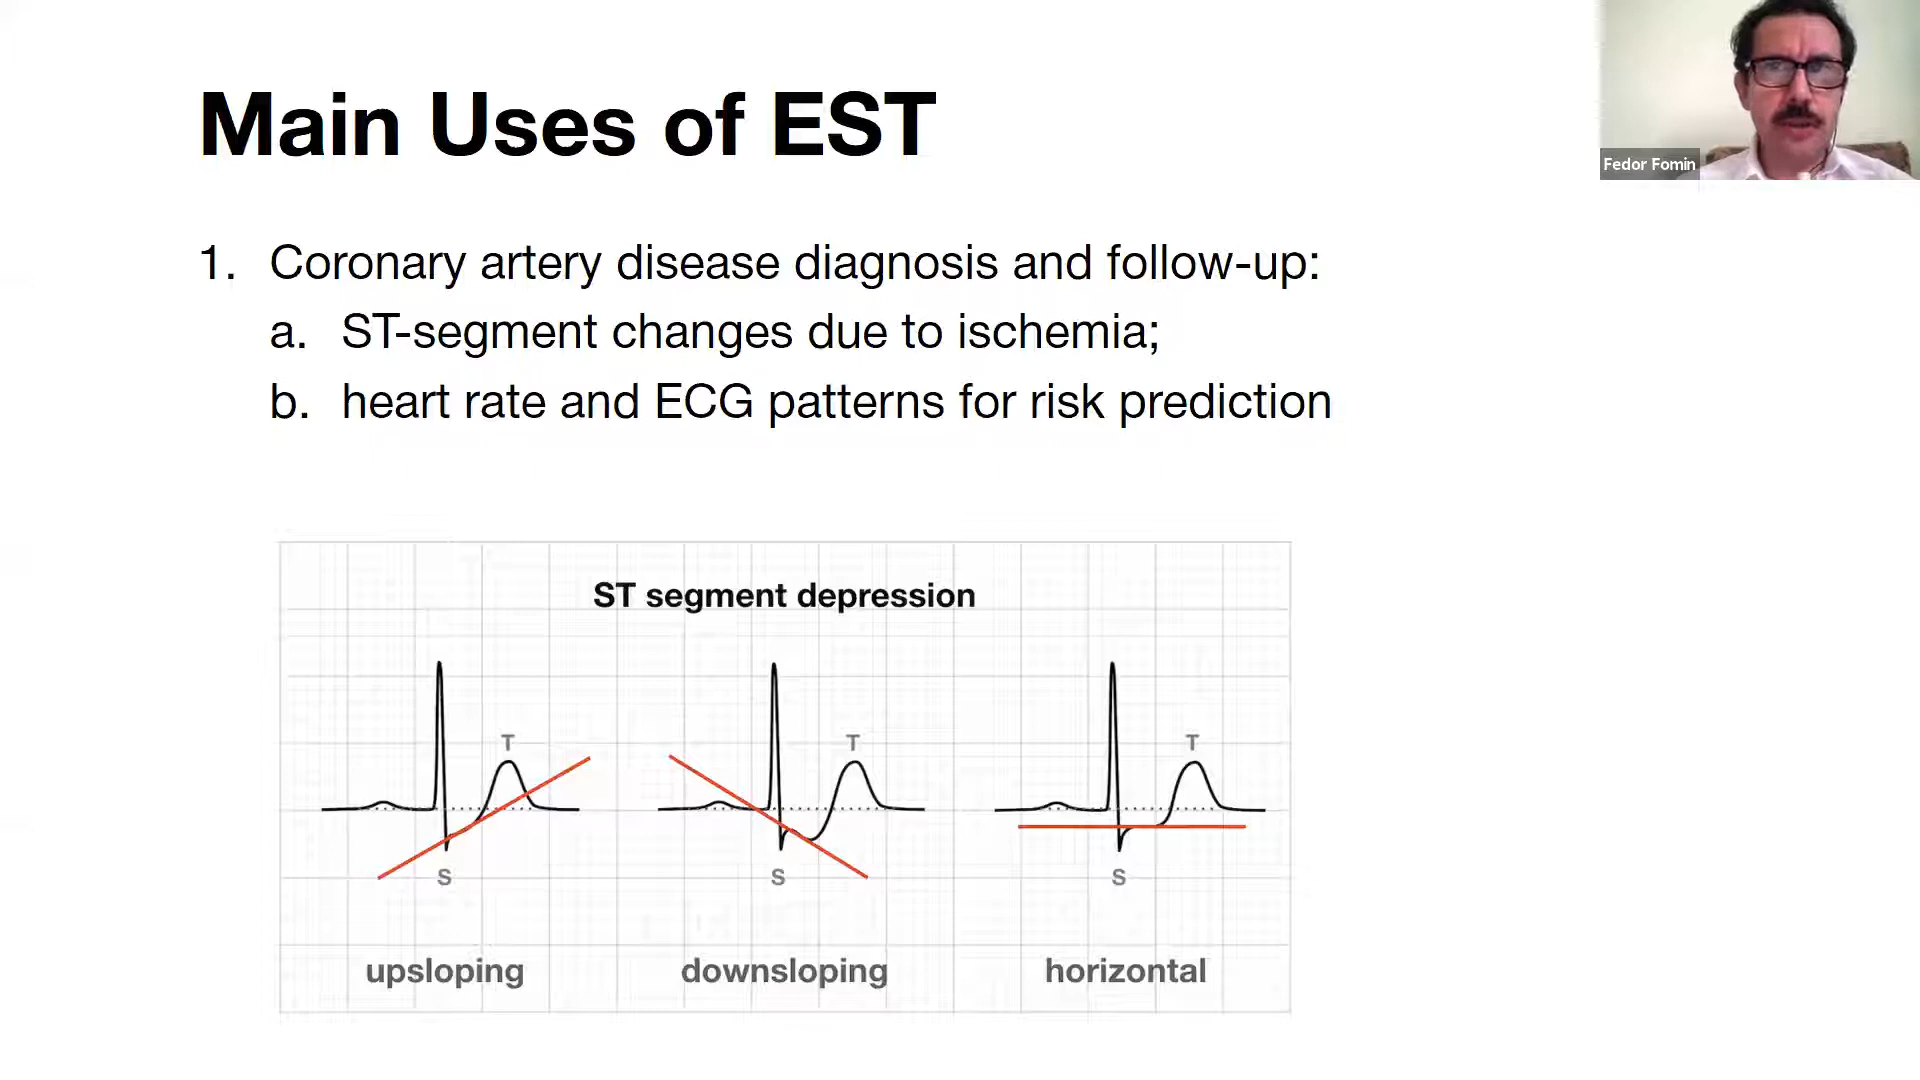 Main Uses of EST
Fedor Fomin
1. Coronary artery disease diagnosis and follow-up:
a. ST-segment changes due to ischemia;
b. heart rate and ECG patterns for risk prediction
ST segment depression
T T T
S S S
upsloping downsloping horizontal